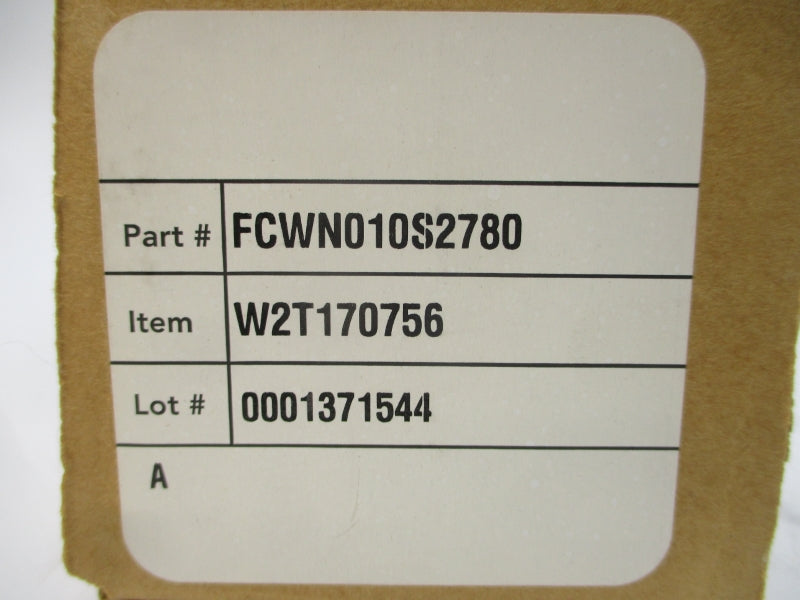 Part # FCWN010S2780
Item W2T170756
Lot # 0001371544
A